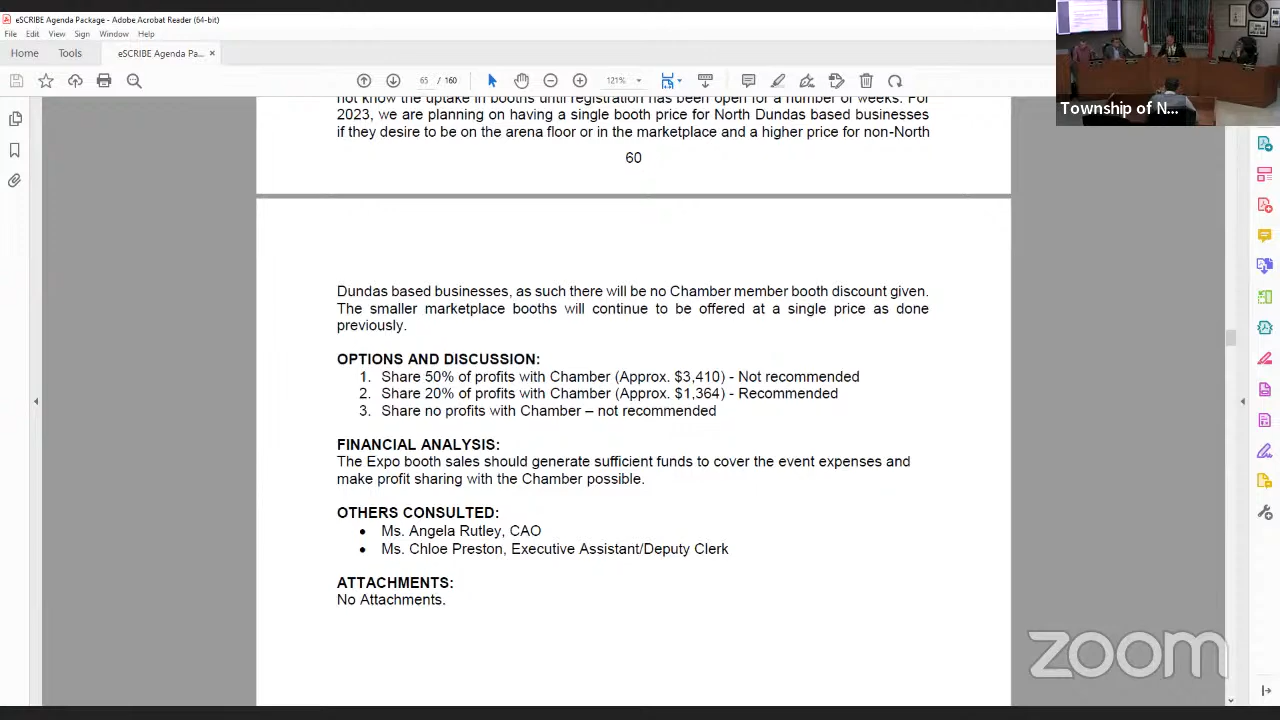 eSCRIBE Agenda Package - Adobe Acrobat Reader (64-bit)
File Edit View Sign Window Help
Home Tools eSCRIBE Agenda Pa... ×
65 / 160 121%
Township of N...
not know the uptake in booths until registration has been open for a number of weeks. For
2023, we are planning on having a single booth price for North Dundas based businesses
if they desire to be on the arena floor or in the marketplace and a higher price for non-North
60
Dundas based businesses, as such there will be no Chamber member booth discount given.
The smaller marketplace booths will continue to be offered at a single price as done
previously.
OPTIONS AND DISCUSSION:
1. Share 50% of profits with Chamber (Approx. $3,410) - Not recommended
2. Share 20% of profits with Chamber (Approx. $1,364) - Recommended
3. Share no profits with Chamber – not recommended
FINANCIAL ANALYSIS:
The Expo booth sales should generate sufficient funds to cover the event expenses and
make profit sharing with the Chamber possible.
OTHERS CONSULTED:
• Ms. Angela Rutley, CAO
• Ms. Chloe Preston, Executive Assistant/Deputy Clerk
ATTACHMENTS:
No Attachments.
zoom